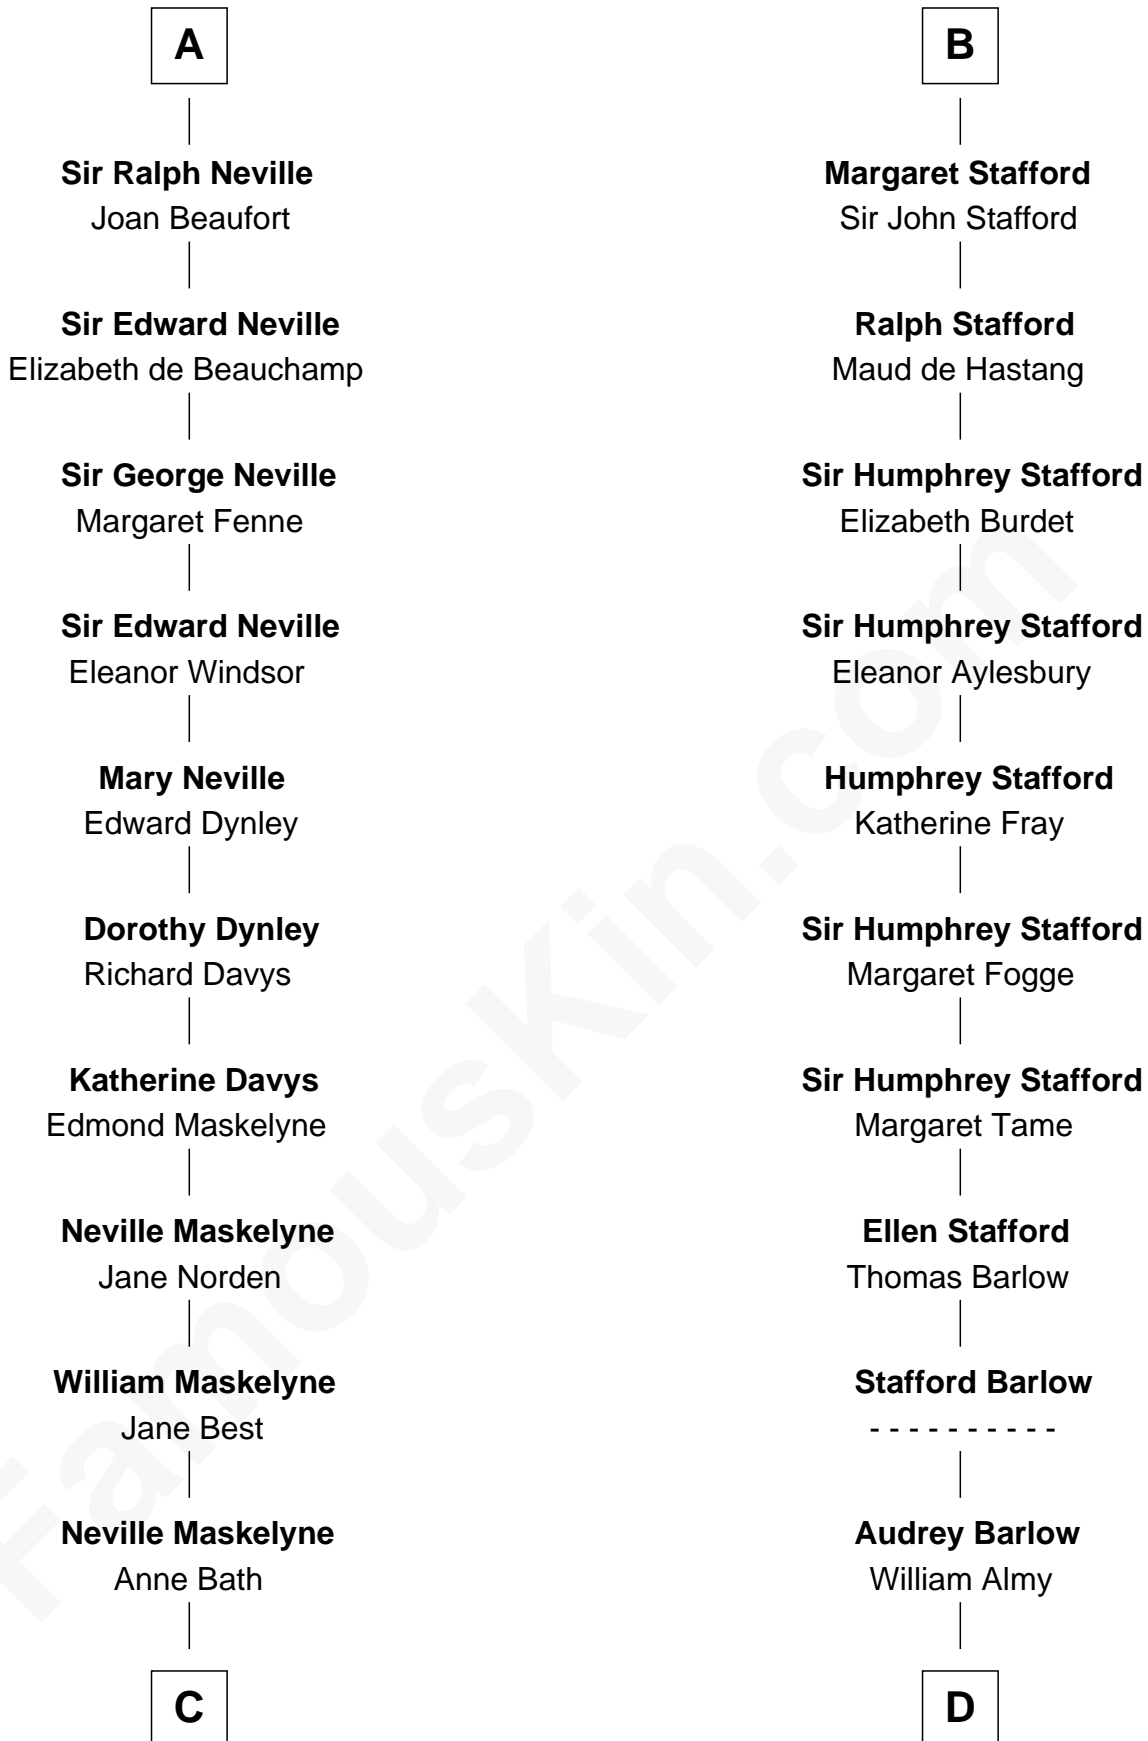 A
Sir Ralph Neville
Joan Beaufort
Sir Edward Neville
Elizabeth de Beauchamp
Sir George Neville
Margaret Fenne
Sir Edward Neville
Eleanor Windsor
Mary Neville
Edward Dynley
Dorothy Dynley
Richard Davys
Katherine Davys
Edmond Maskelyne
Neville Maskelyne
Jane Norden
William Maskelyne
Jane Best
Neville Maskelyne
Anne Bath
C
B
Margaret Stafford
Sir John Stafford
Ralph Stafford
Maud de Hastang
Sir Humphrey Stafford
Elizabeth Burdet
Sir Humphrey Stafford
Eleanor Aylesbury
Humphrey Stafford
Katherine Fray
Sir Humphrey Stafford
Margaret Fogge
Sir Humphrey Stafford
Margaret Tame
Ellen Stafford
Thomas Barlow
Stafford Barlow
- - - - - - - - - -
Audrey Barlow
William Almy
D
FamousKin.com